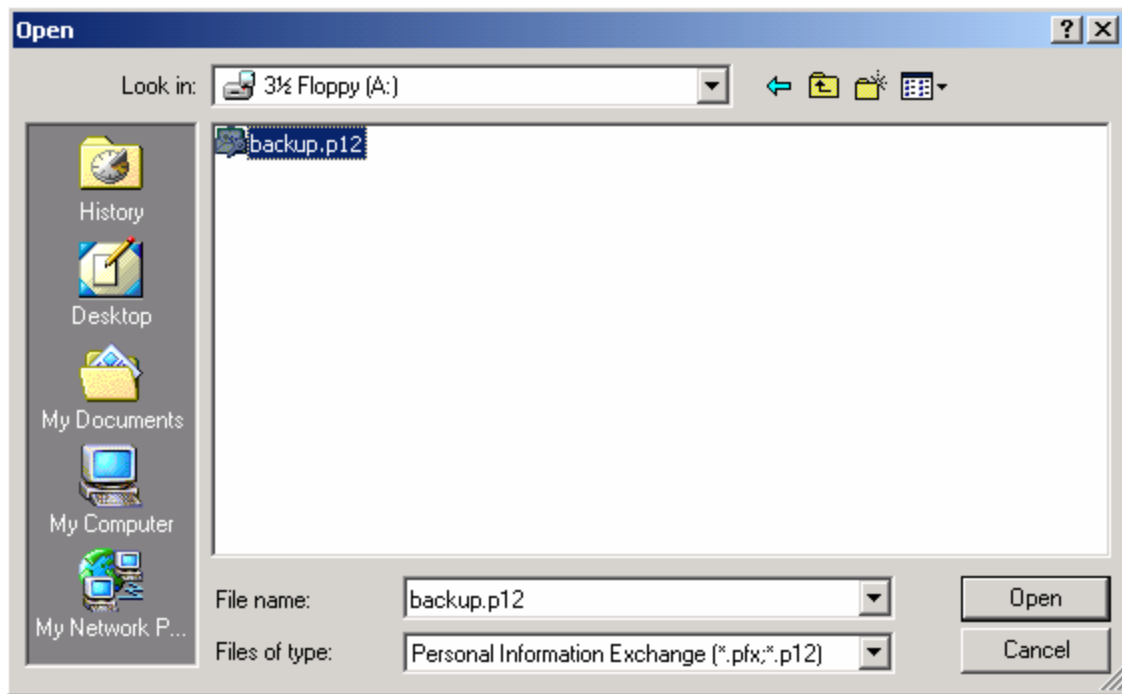 Open
Look in:
3½ Floppy (A:)
backup.p12
History
Desktop
My Documents
My Computer
My Network P...
File name:
backup.p12
Open
Files of type:
Personal Information Exchange (*.pfx;*.p12)
Cancel